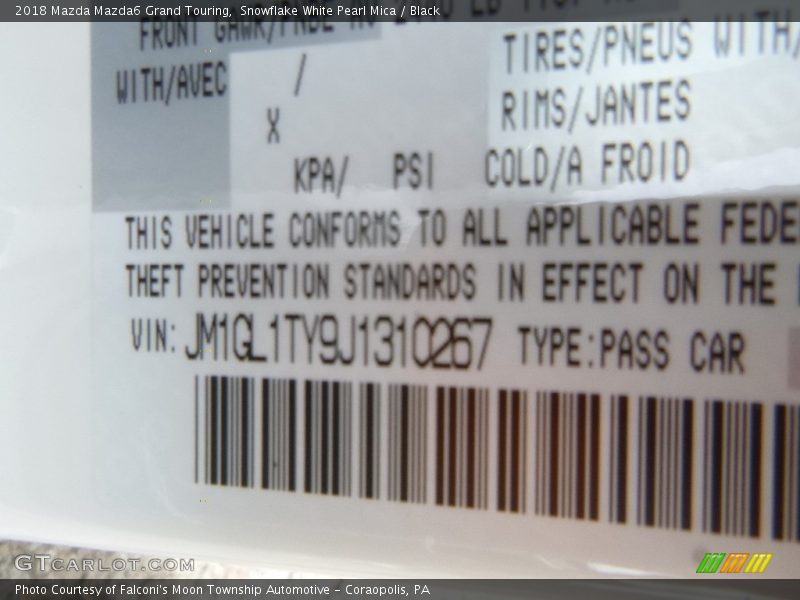 2018 Mazda Mazda6 Grand Touring, Snowflake White Pearl Mica / Black
FRONT GAWR/PNBE
WITH/AVEC / TIRES/PNEUS WITH/
X RIMS/JANTES
KPA/ PSI COLD/A FROID
THIS VEHICLE CONFORMS TO ALL APPLICABLE FEDE
THEFT PREVENTION STANDARDS IN EFFECT ON THE
VIN: JM1GL1TY9J1310267 TYPE:PASS CAR
GTCARLOT.COM
Photo Courtesy of Falconi's Moon Township Automotive – Coraopolis, PA